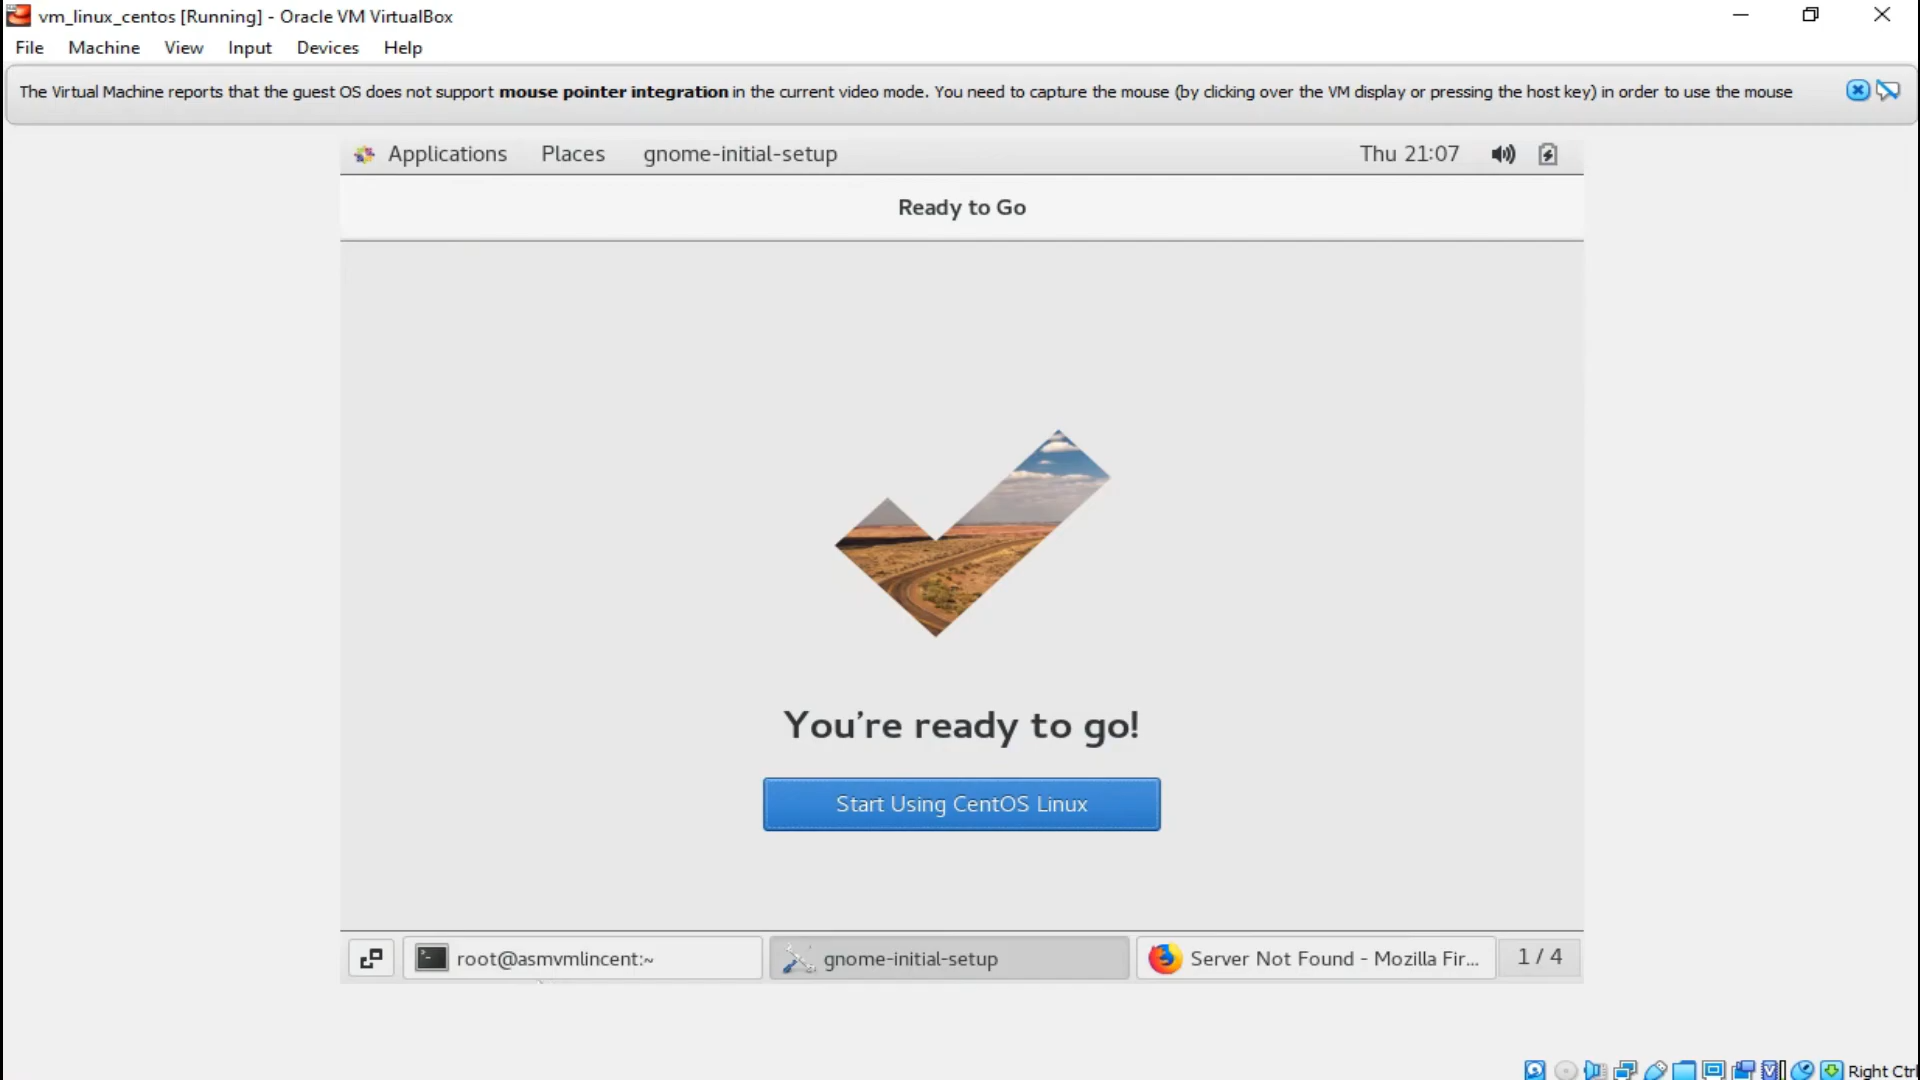 vm_linux_centos [Running] - Oracle VM VirtualBox
File Machine View Input Devices Help
The Virtual Machine reports that the guest OS does not support mouse pointer integration in the current video mode. You need to capture the mouse (by clicking over the VM display or pressing the host key) in order to use the mouse
Applications Places gnome-initial-setup Thu 21:07
Ready to Go
You're ready to go!
Start Using CentOS Linux
root@asmvmlincent:~ gnome-initial-setup Server Not Found - Mozilla Fir... 1 / 4
Right Ctrl